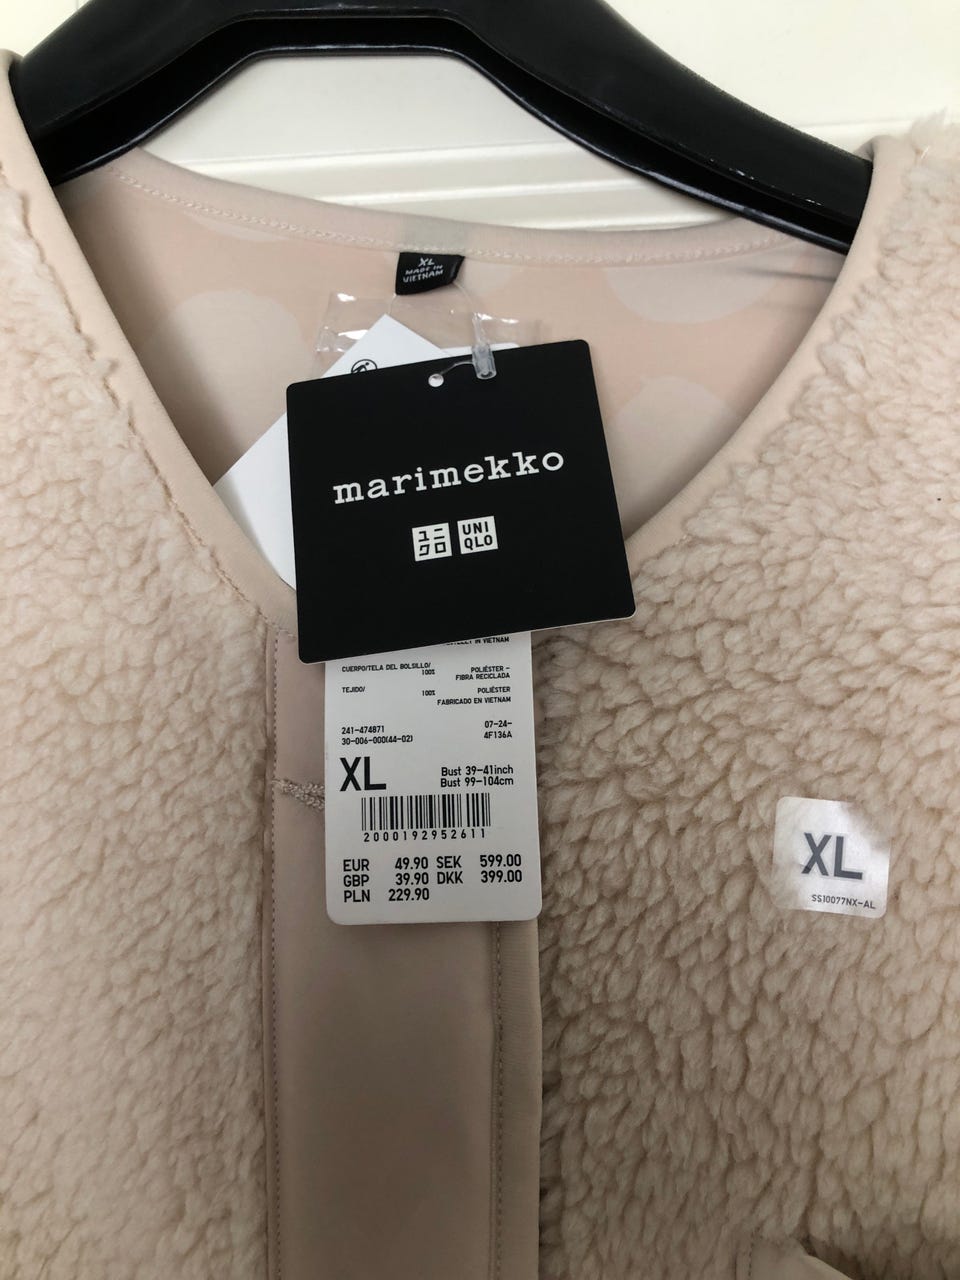 XL
MADE IN
VIETNAM
marimekko
ユニ
クロ
UNI
QLO
IN VIETNAM
CUERPO/TELA DEL BOLSILLO/
100% POLIÉSTER -
FIBRA RECICLADA
TEJIDO/ 100% POLIÉSTER
FABRICADO EN VIETNAM
241-474871 07-24-
30-006-000(44-02) 4F136A
XL Bust 39-41inch
Bust 99-104cm
2000192952611
EUR 49.90 SEK 599.00
GBP 39.90 DKK 399.00
PLN 229.90
XL
SS10077NX-AL